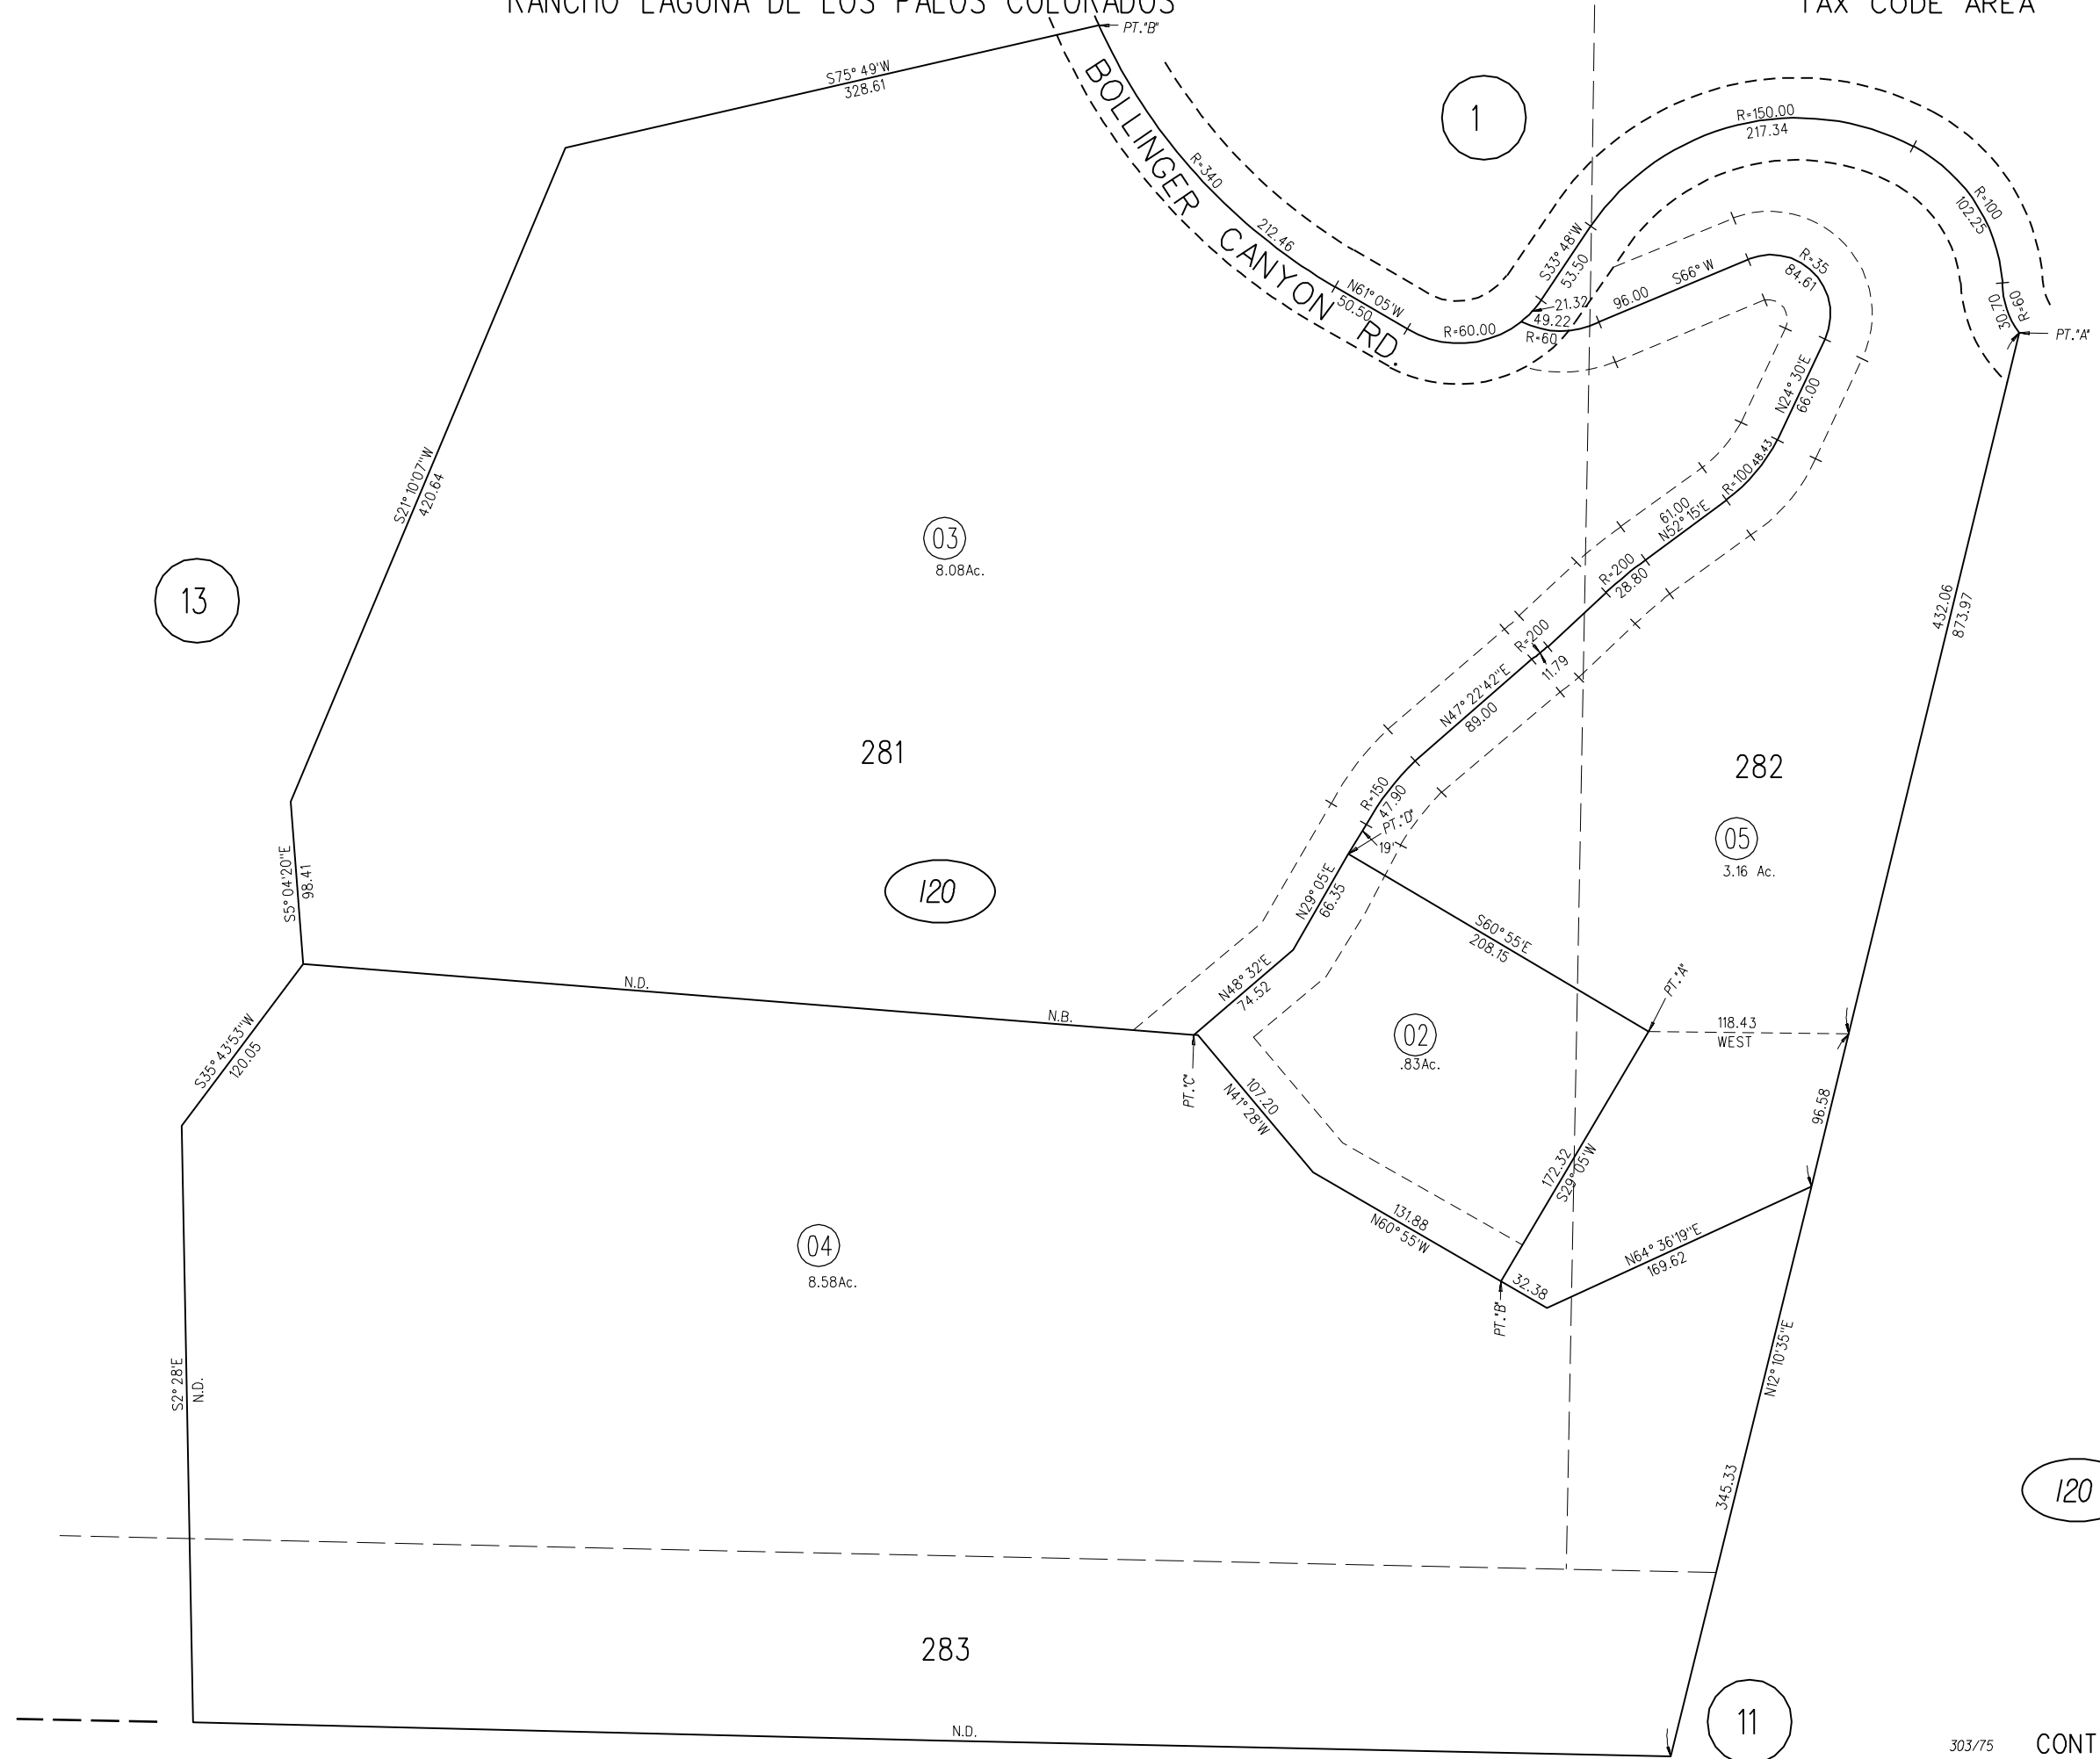 RANCHO LAGUNA DE LOS PALOS COLORADOS
TAX CODE AREA
PT."B"
S75°49'W
328.61
BOLLINGER CANYON RD.
1
R=150.00
217.34
R=340
212.46
R=100
102.25
S33°48'W
53.50
S66°W
96.00
R=35
84.61
N61°05'W
50.50
R=60.00
21.32
49.22
R=60
R=60
30.70
PT."A"
N24°30'E
66.00
S21°10'07"W
420.64
R=100
48.43
61.00
N52°15'E
03
8.08Ac.
13
R=200
28.80
432.06
873.97
R=200
11.79
N47°22'42"E
89.00
281
282
R=150
47.90
PT."D"
19'
05
3.16 Ac.
S5°04'20"E
98.41
120
N29°05'E
66.35
S60°55'E
208.15
N.D.
N.B.
N48°32'E
74.52
PT."A"
118.43
WEST
02
.83Ac.
S35°43'53"W
120.05
PT."C"
107.20
N41°28'W
96.58
172.32
S29°05'W
131.88
N60°55'W
04
8.58Ac.
N64°36'19"E
169.62
32.38
PT."B"
S2°28'E
N.D.
N12°10'35"E
345.33
120
283
N.D.
11
303/75
CONT